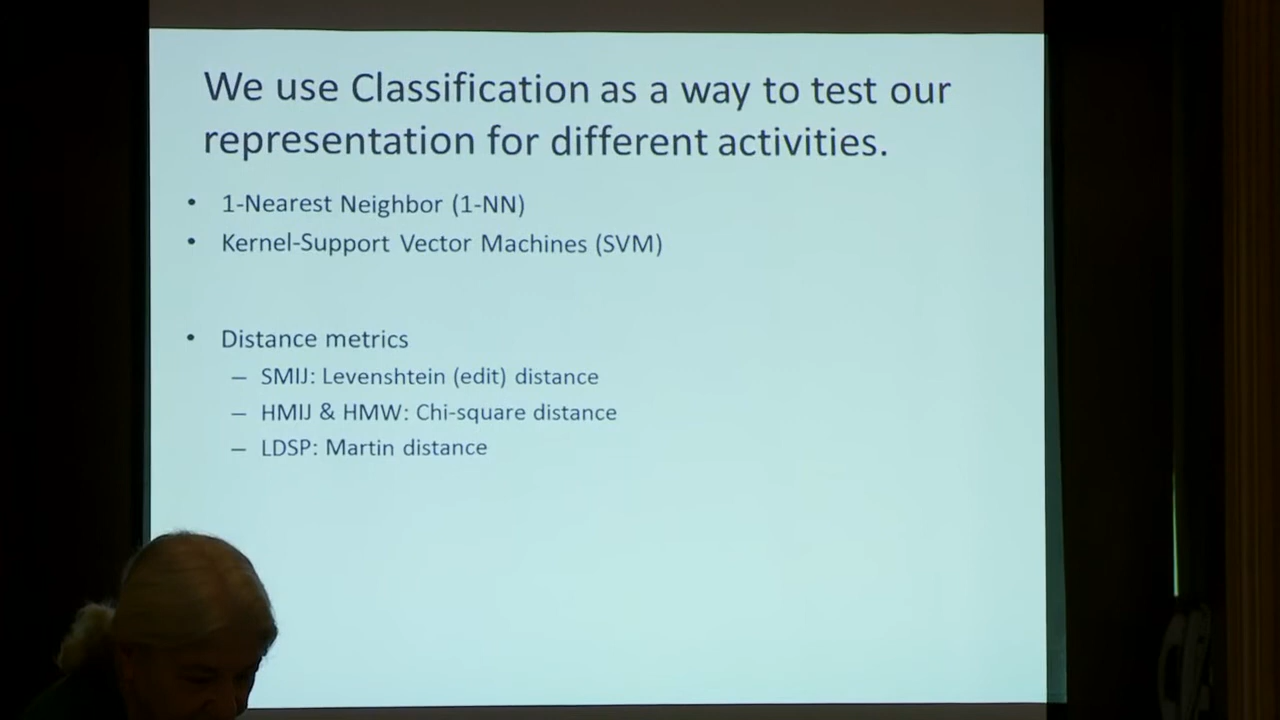 We use Classification as a way to test our
representation for different activities.
• 1-Nearest Neighbor (1-NN)
• Kernel-Support Vector Machines (SVM)
• Distance metrics
– SMIJ: Levenshtein (edit) distance
– HMIJ & HMW: Chi-square distance
– LDSP: Martin distance